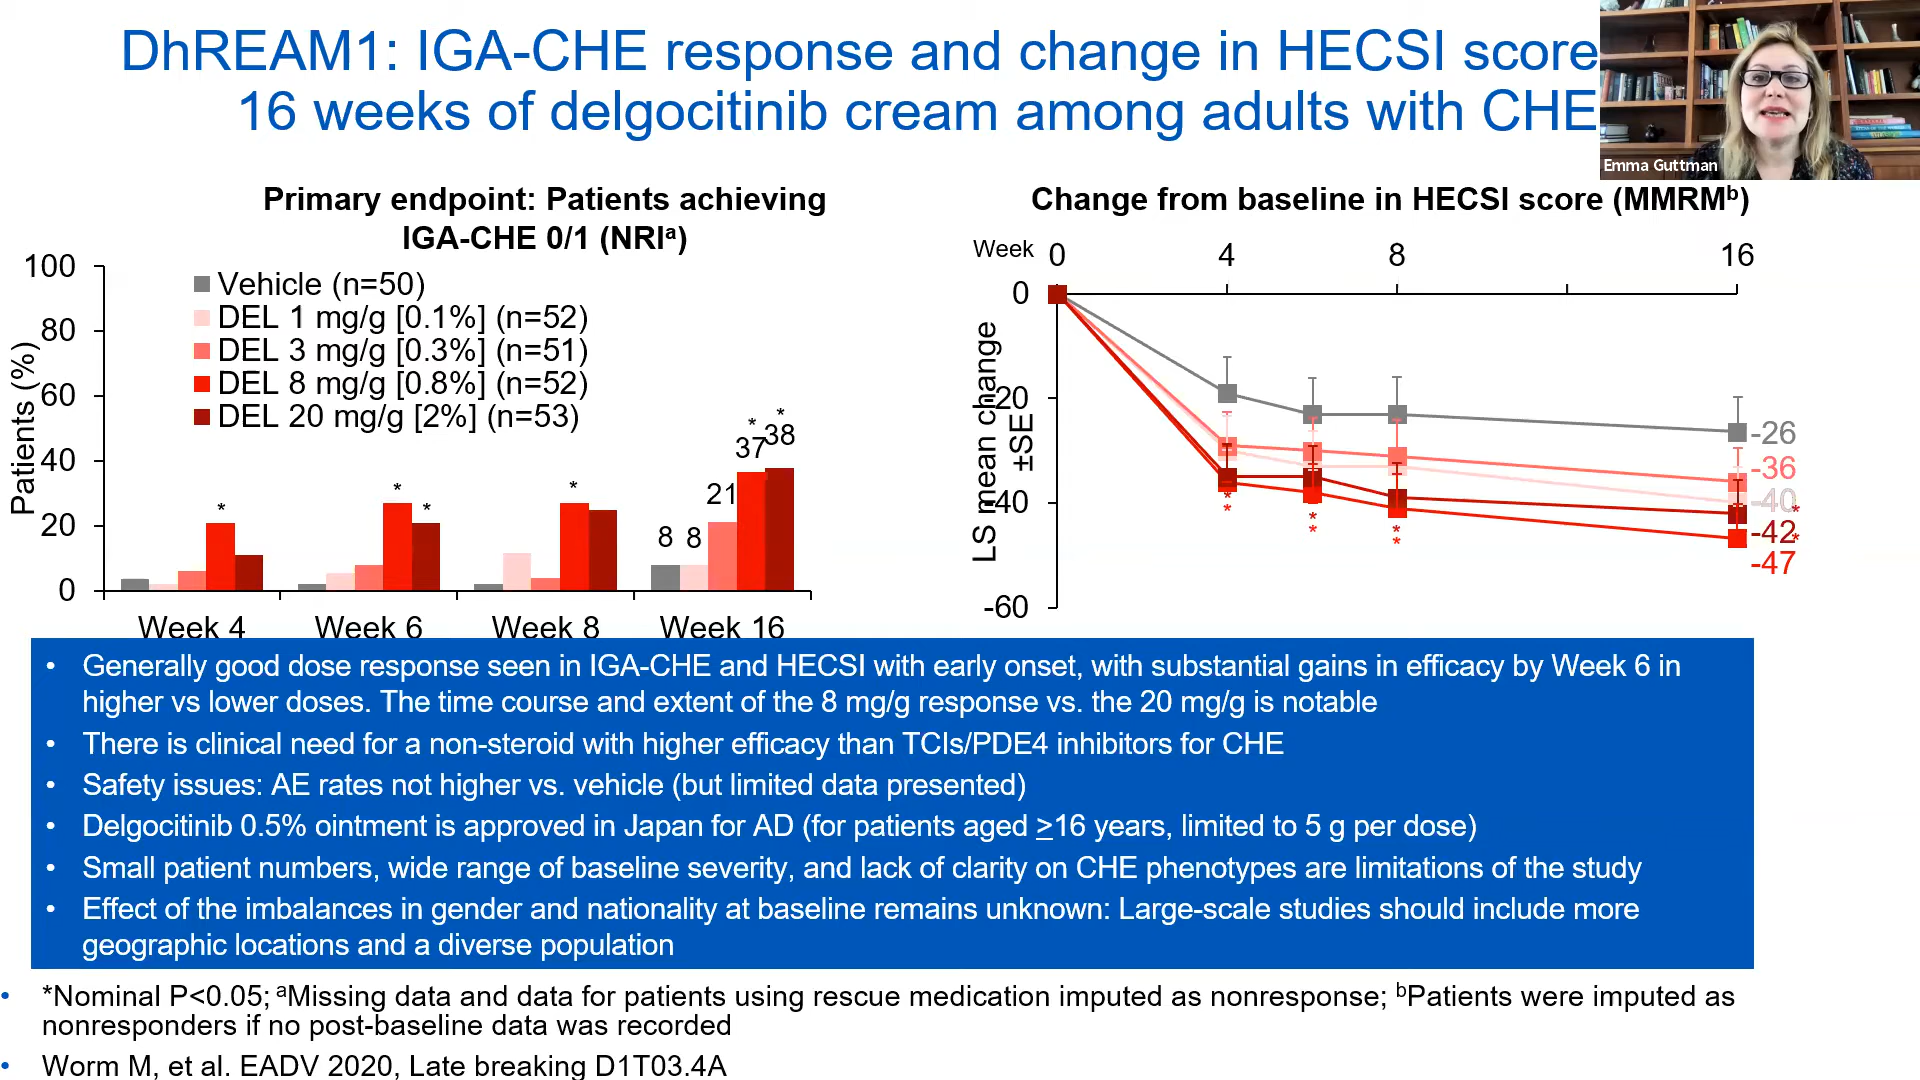 DhREAM1: IGA-CHE response and change in HECSI score
16 weeks of delgocitinib cream among adults with CHE
Emma Guttman
Primary endpoint: Patients achieving
IGA-CHE 0/1 (NRIᵃ)
Patients (%)
100
80
60
40
20
0
Vehicle (n=50)
DEL 1 mg/g [0.1%] (n=52)
DEL 3 mg/g [0.3%] (n=51)
DEL 8 mg/g [0.8%] (n=52)
DEL 20 mg/g [2%] (n=53)
*
* *
*
8 8 21 * 37 * 38
Week 4 Week 6 Week 8 Week 16
Change from baseline in HECSI score (MMRMᵇ)
Week 0 4 8 16
LS mean change
±SE
0
-20
-40
-60
* *
* *
* *
-26
-36
-40
-42*
-47*
• Generally good dose response seen in IGA-CHE and HECSI with early onset, with substantial gains in efficacy by Week 6 in
higher vs lower doses. The time course and extent of the 8 mg/g response vs. the 20 mg/g is notable
• There is clinical need for a non-steroid with higher efficacy than TCIs/PDE4 inhibitors for CHE
• Safety issues: AE rates not higher vs. vehicle (but limited data presented)
• Delgocitinib 0.5% ointment is approved in Japan for AD (for patients aged >16 years, limited to 5 g per dose)
• Small patient numbers, wide range of baseline severity, and lack of clarity on CHE phenotypes are limitations of the study
• Effect of the imbalances in gender and nationality at baseline remains unknown: Large-scale studies should include more
geographic locations and a diverse population
• *Nominal P<0.05; ᵃMissing data and data for patients using rescue medication imputed as nonresponse; ᵇPatients were imputed as
nonresponders if no post-baseline data was recorded
• Worm M, et al. EADV 2020, Late breaking D1T03.4A